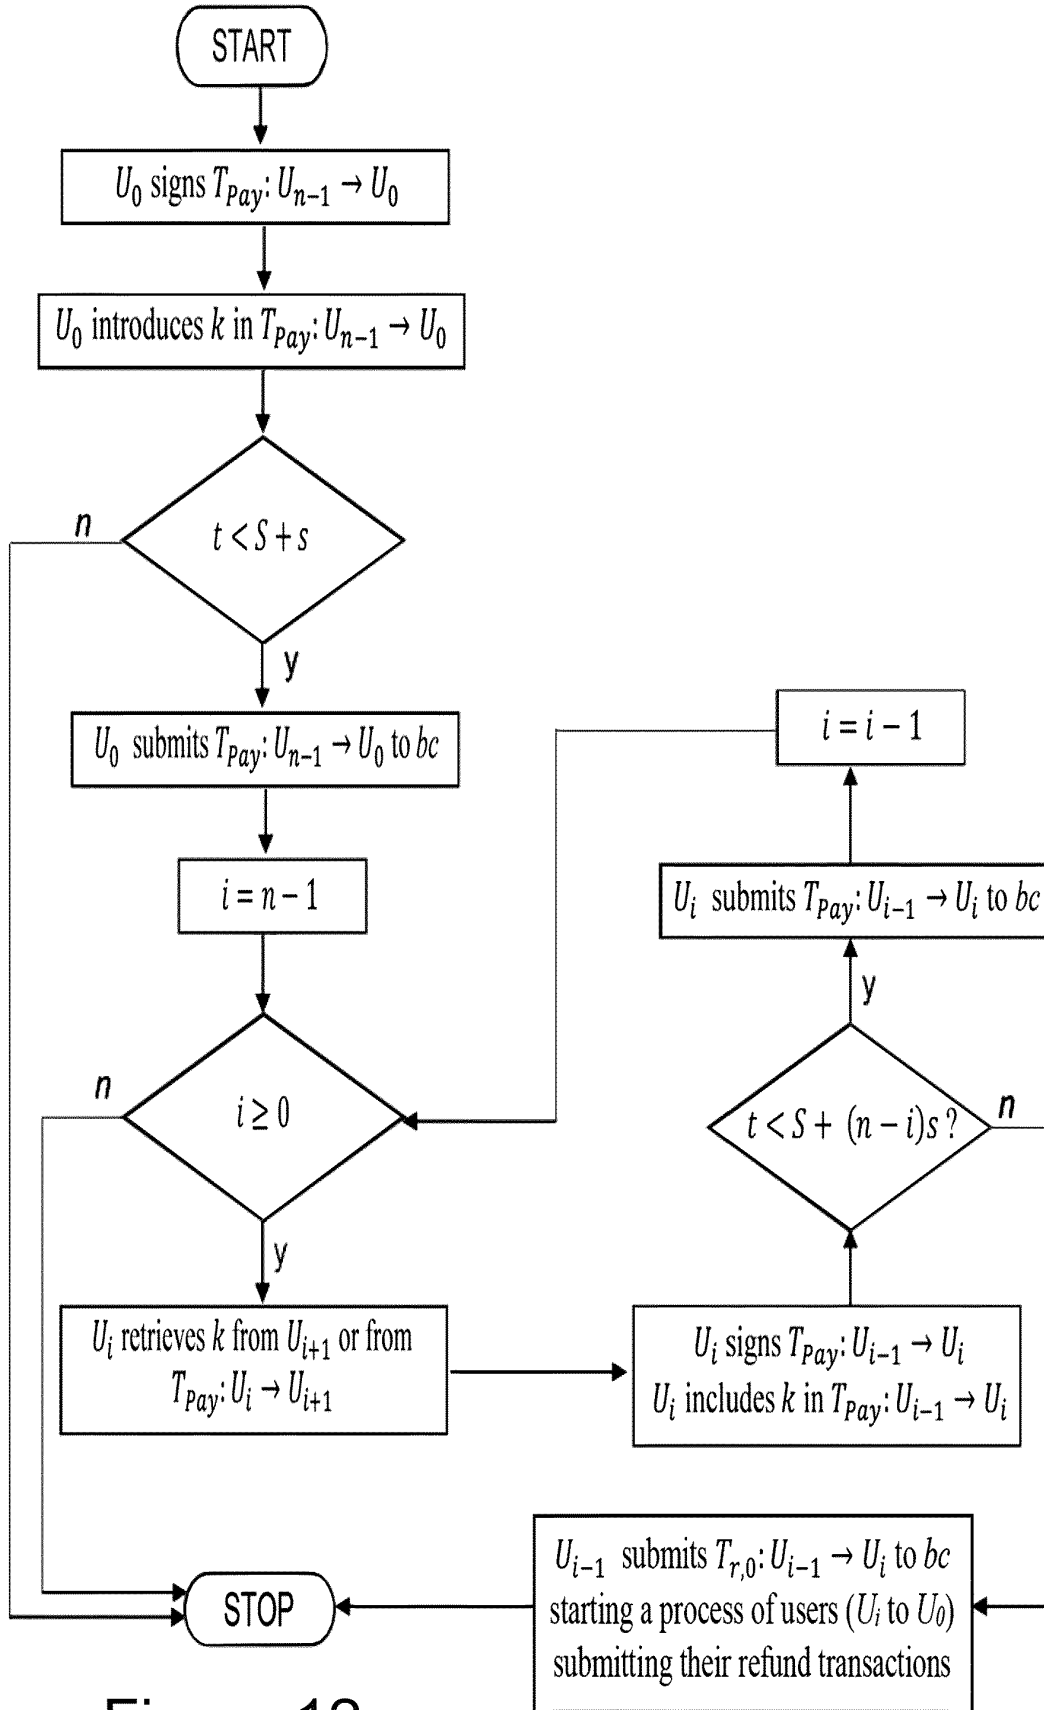 START
U₀ signs T_Pay: U_{n−1} → U₀
U₀ introduces k in T_Pay: U_{n−1} → U₀
t < S + s
n
y
U₀ submits T_Pay: U_{n−1} → U₀ to bc
i = n − 1
i ≥ 0
n
y
U_i retrieves k from U_{i+1} or from
T_Pay: U_i → U_{i+1}
U_i signs T_Pay: U_{i−1} → U_i
U_i includes k in T_Pay: U_{i−1} → U_i
t < S + (n − i)s ?
n
y
U_i submits T_Pay: U_{i−1} → U_i to bc
i = i − 1
U_{i−1} submits T_{r,0}: U_{i−1} → U_i to bc
starting a process of users (U_i to U₀)
submitting their refund transactions
STOP